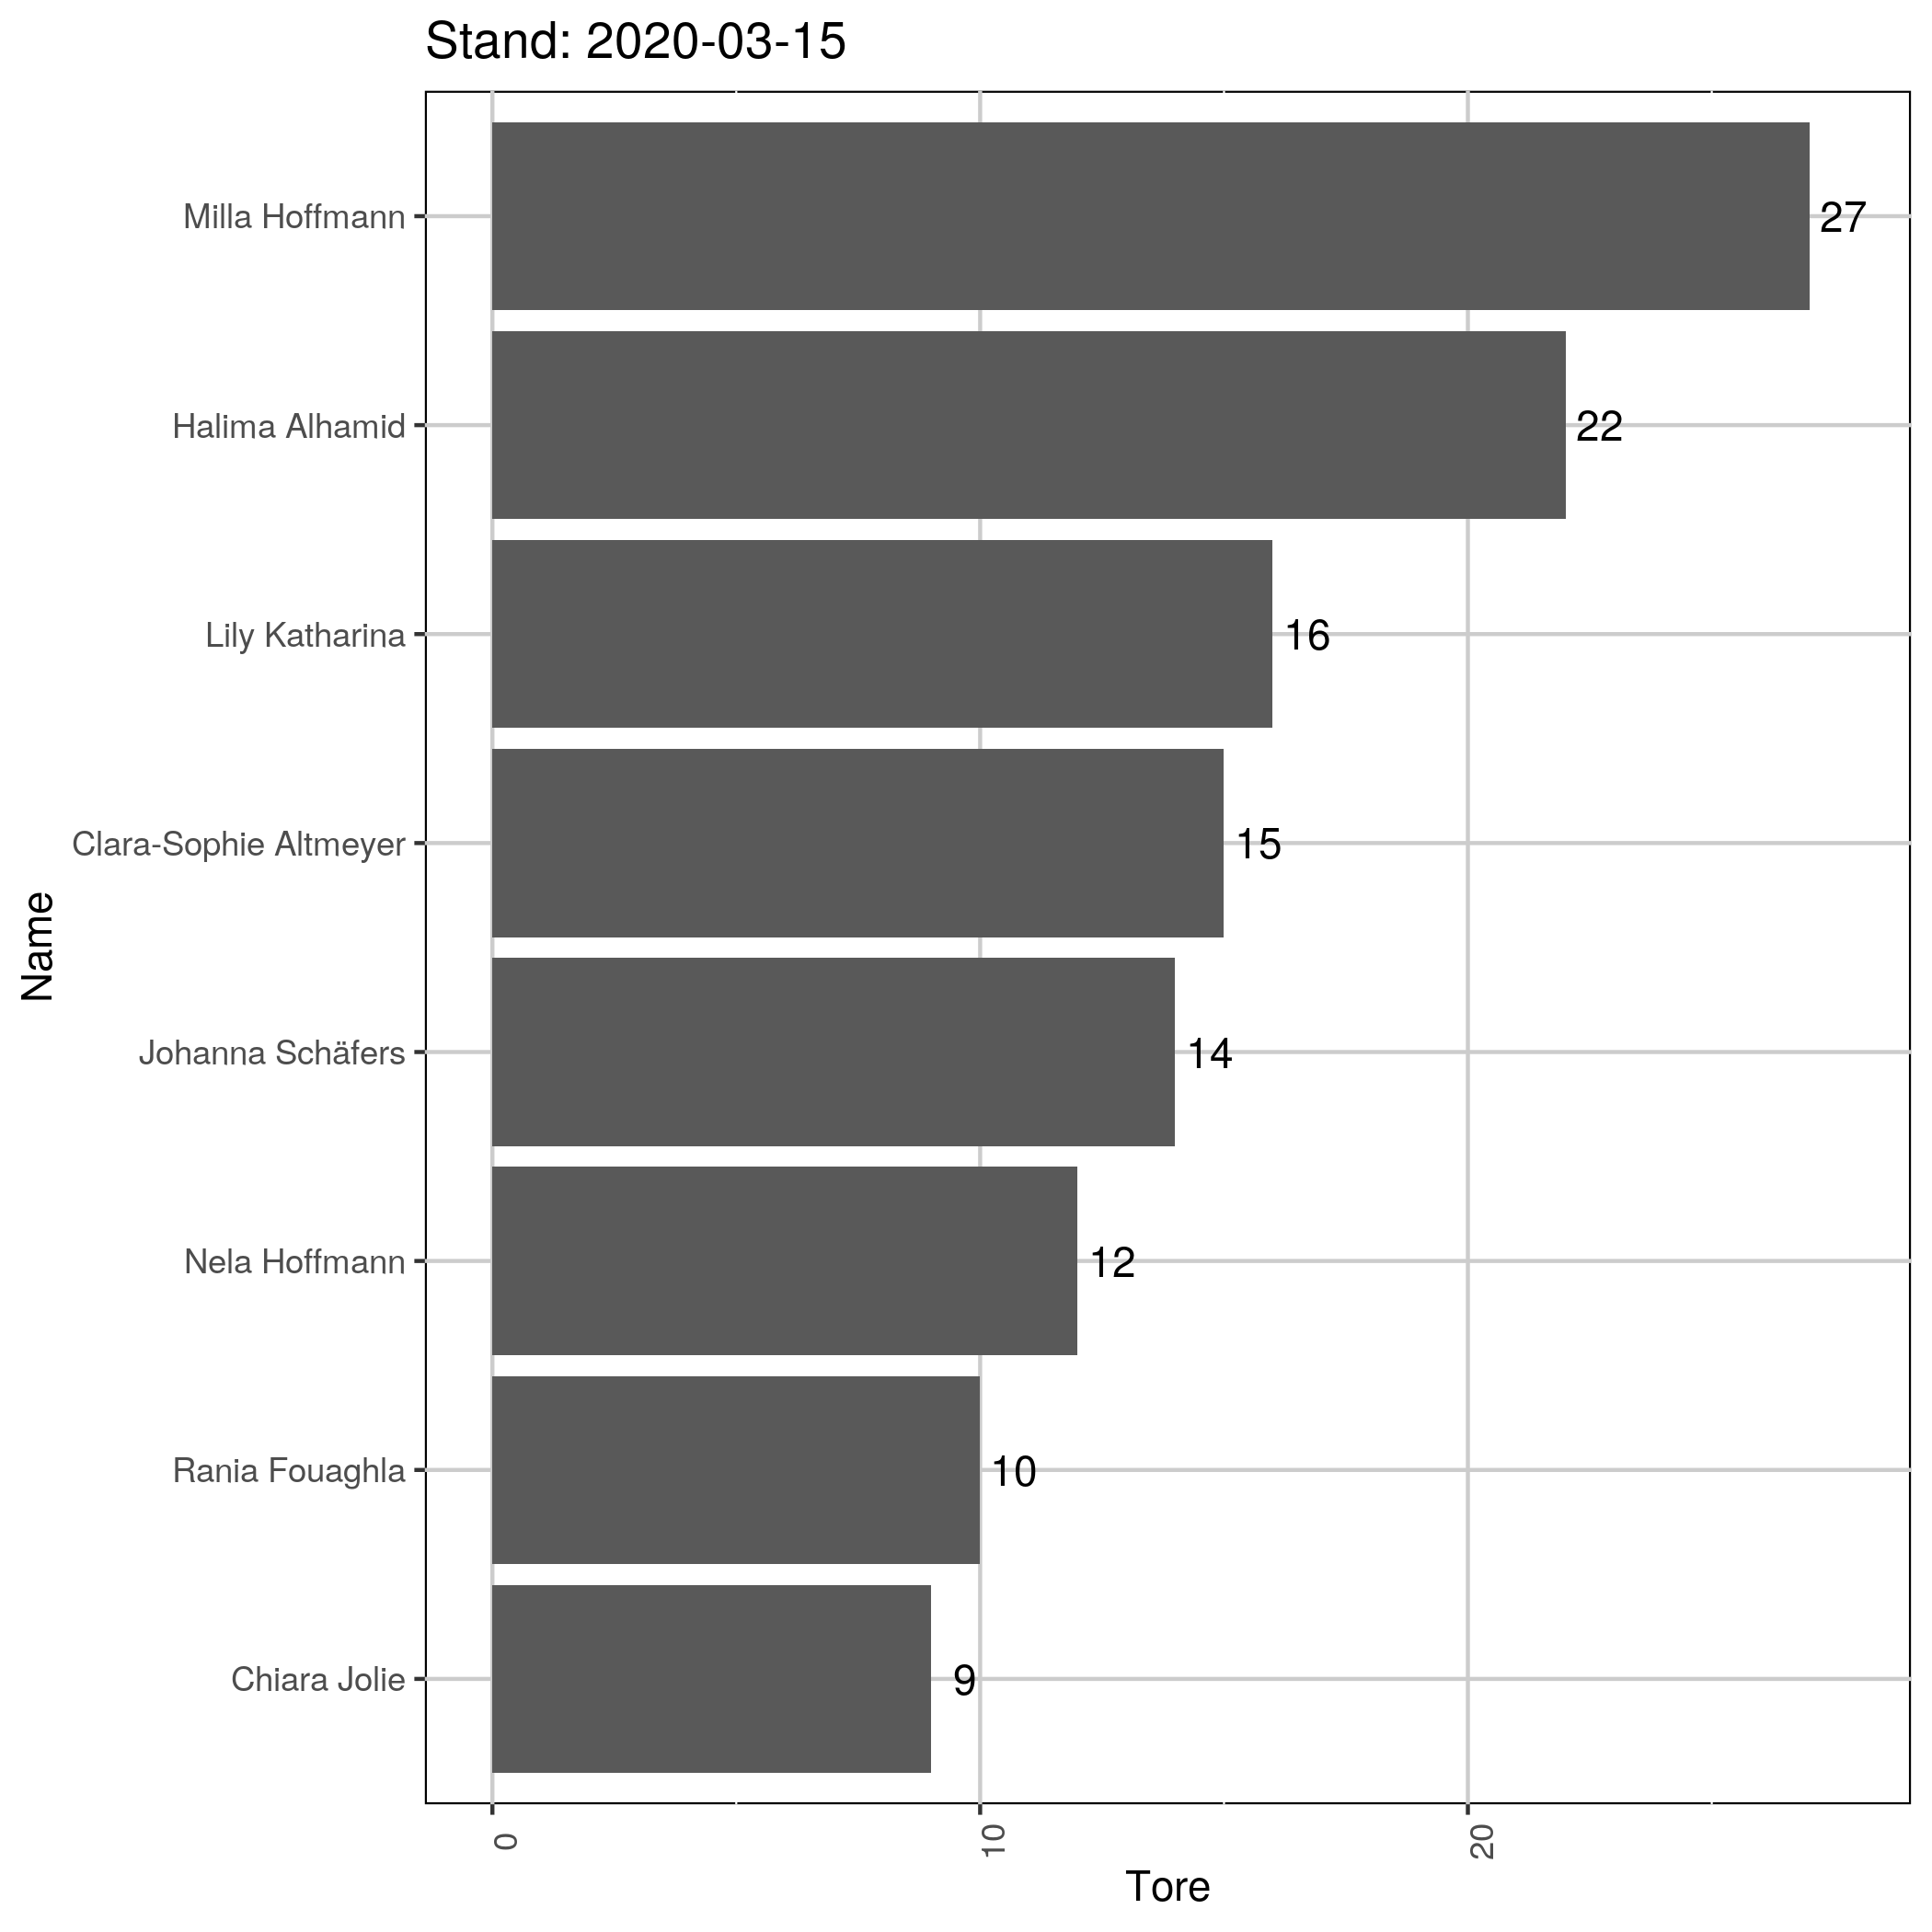 Stand: 2020-03-15
Milla Hoffmann
27
Halima Alhamid
22
Lily Katharina
16
Clara-Sophie Altmeyer
15
Johanna Schäfers
14
Nela Hoffmann
12
Rania Fouaghla
10
Chiara Jolie
9
Name
0
10
20
Tore